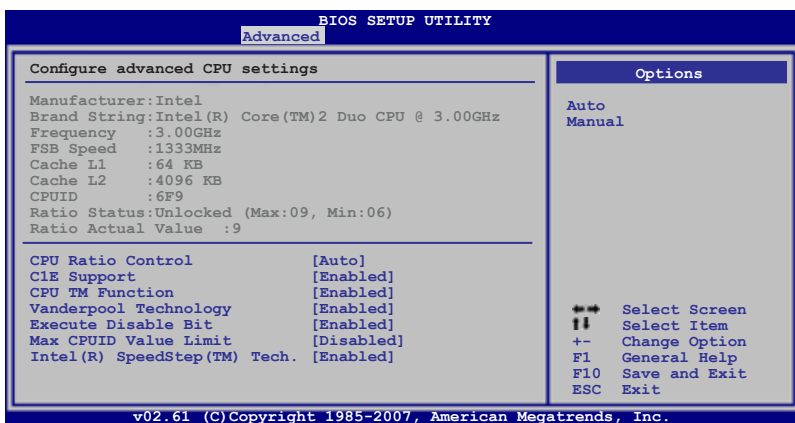 BIOS SETUP UTILITY
Advanced
Configure advanced CPU settings
Manufacturer:Intel
Brand String:Intel(R) Core(TM)2 Duo CPU @ 3.00GHz
Frequency :3.00GHz
FSB Speed :1333MHz
Cache L1 :64 KB
Cache L2 :4096 KB
CPUID :6F9
Ratio Status:Unlocked (Max:09, Min:06)
Ratio Actual Value :9
CPU Ratio Control [Auto]
C1E Support [Enabled]
CPU TM Function [Enabled]
Vanderpool Technology [Enabled]
Execute Disable Bit [Enabled]
Max CPUID Value Limit [Disabled]
Intel(R) SpeedStep(TM) Tech. [Enabled]
Options
Auto
Manual
Select Screen
Select Item
+- Change Option
F1 General Help
F10 Save and Exit
ESC Exit
v02.61 (C)Copyright 1985-2007, American Megatrends, Inc.